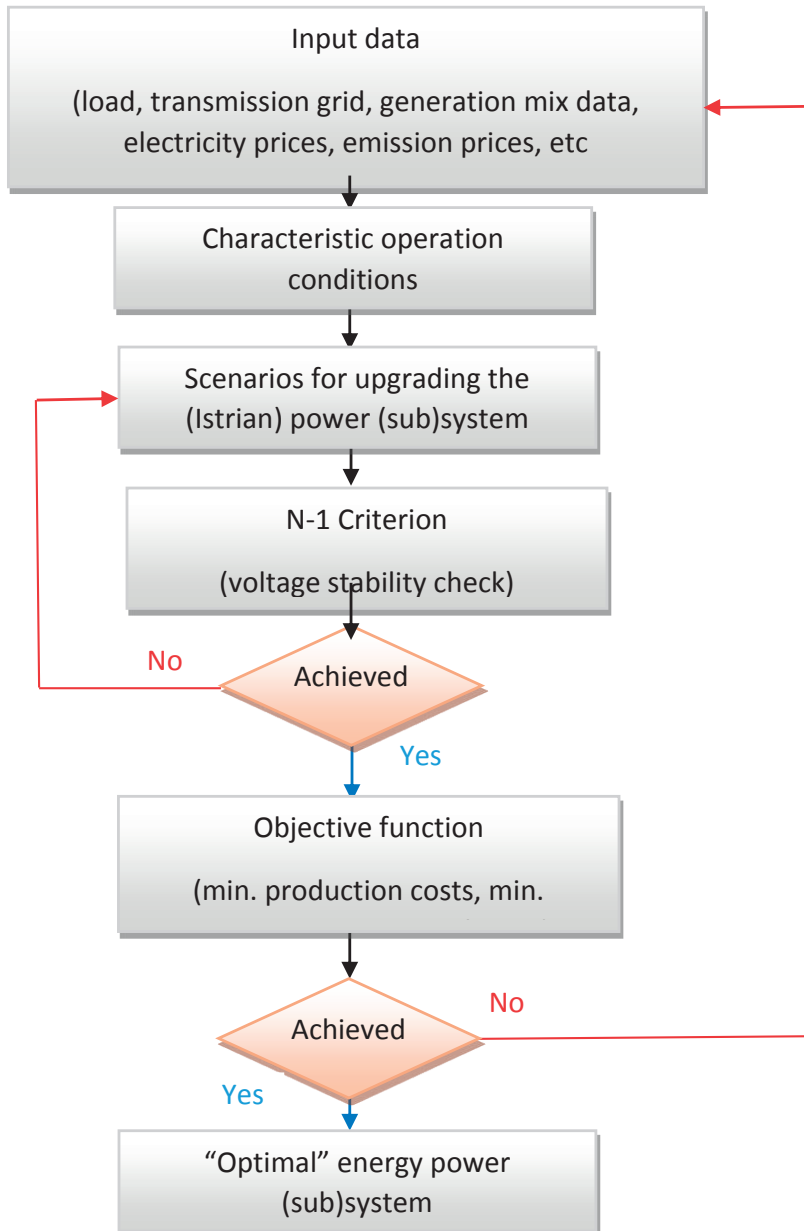 Input data
(load, transmission grid, generation mix data,
electricity prices, emission prices, etc
Characteristic operation
conditions
Scenarios for upgrading the
(Istrian) power (sub)system
N-1 Criterion
(voltage stability check)
Achieved
No
Yes
Objective function
(min. production costs, min.
Achieved
No
Yes
“Optimal” energy power
(sub)system